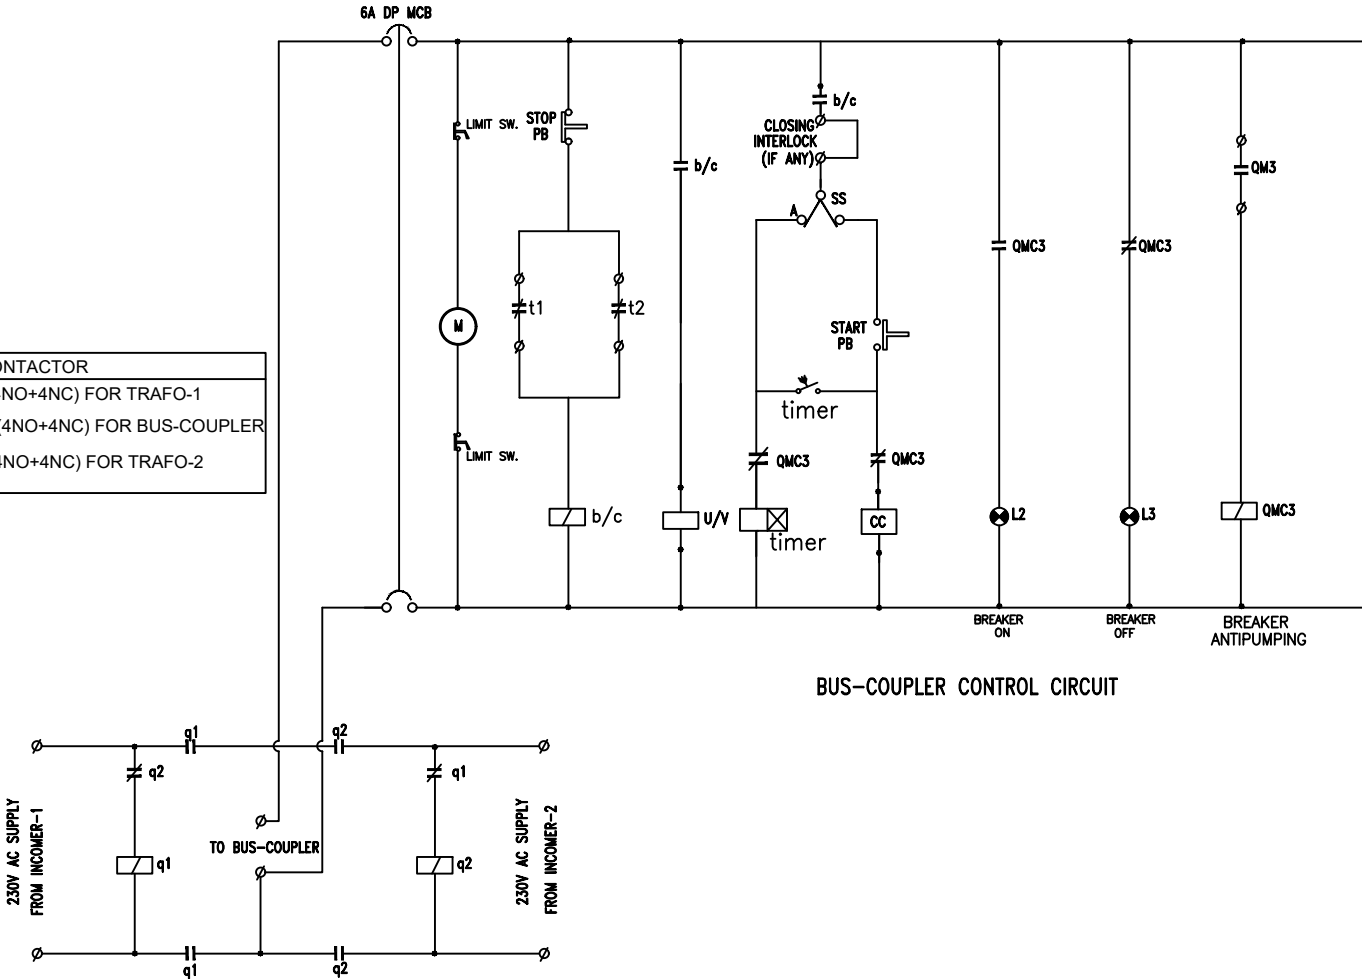 6A DP MCB
LIMIT SW.
STOP
PB
b/c
b/c
CLOSING
INTERLOCK
(IF ANY)
A
SS
QM3
QMC3
QMC3
t1
t2
M
START
PB
timer
LIMIT SW.
QMC3
QMC3
b/c
U/V
timer
CC
L2
L3
QMC3
BREAKER
ON
BREAKER
OFF
BREAKER
ANTIPUMPING
ONTACTOR
NO+4NC) FOR TRAFO-1
(4NO+4NC) FOR BUS-COUPLER
4NO+4NC) FOR TRAFO-2
BUS-COUPLER CONTROL CIRCUIT
q1
q2
q2
q1
230V AC SUPPLY
FROM INCOMER-1
TO BUS-COUPLER
q1
q2
230V AC SUPPLY
FROM INCOMER-2
q1
q2